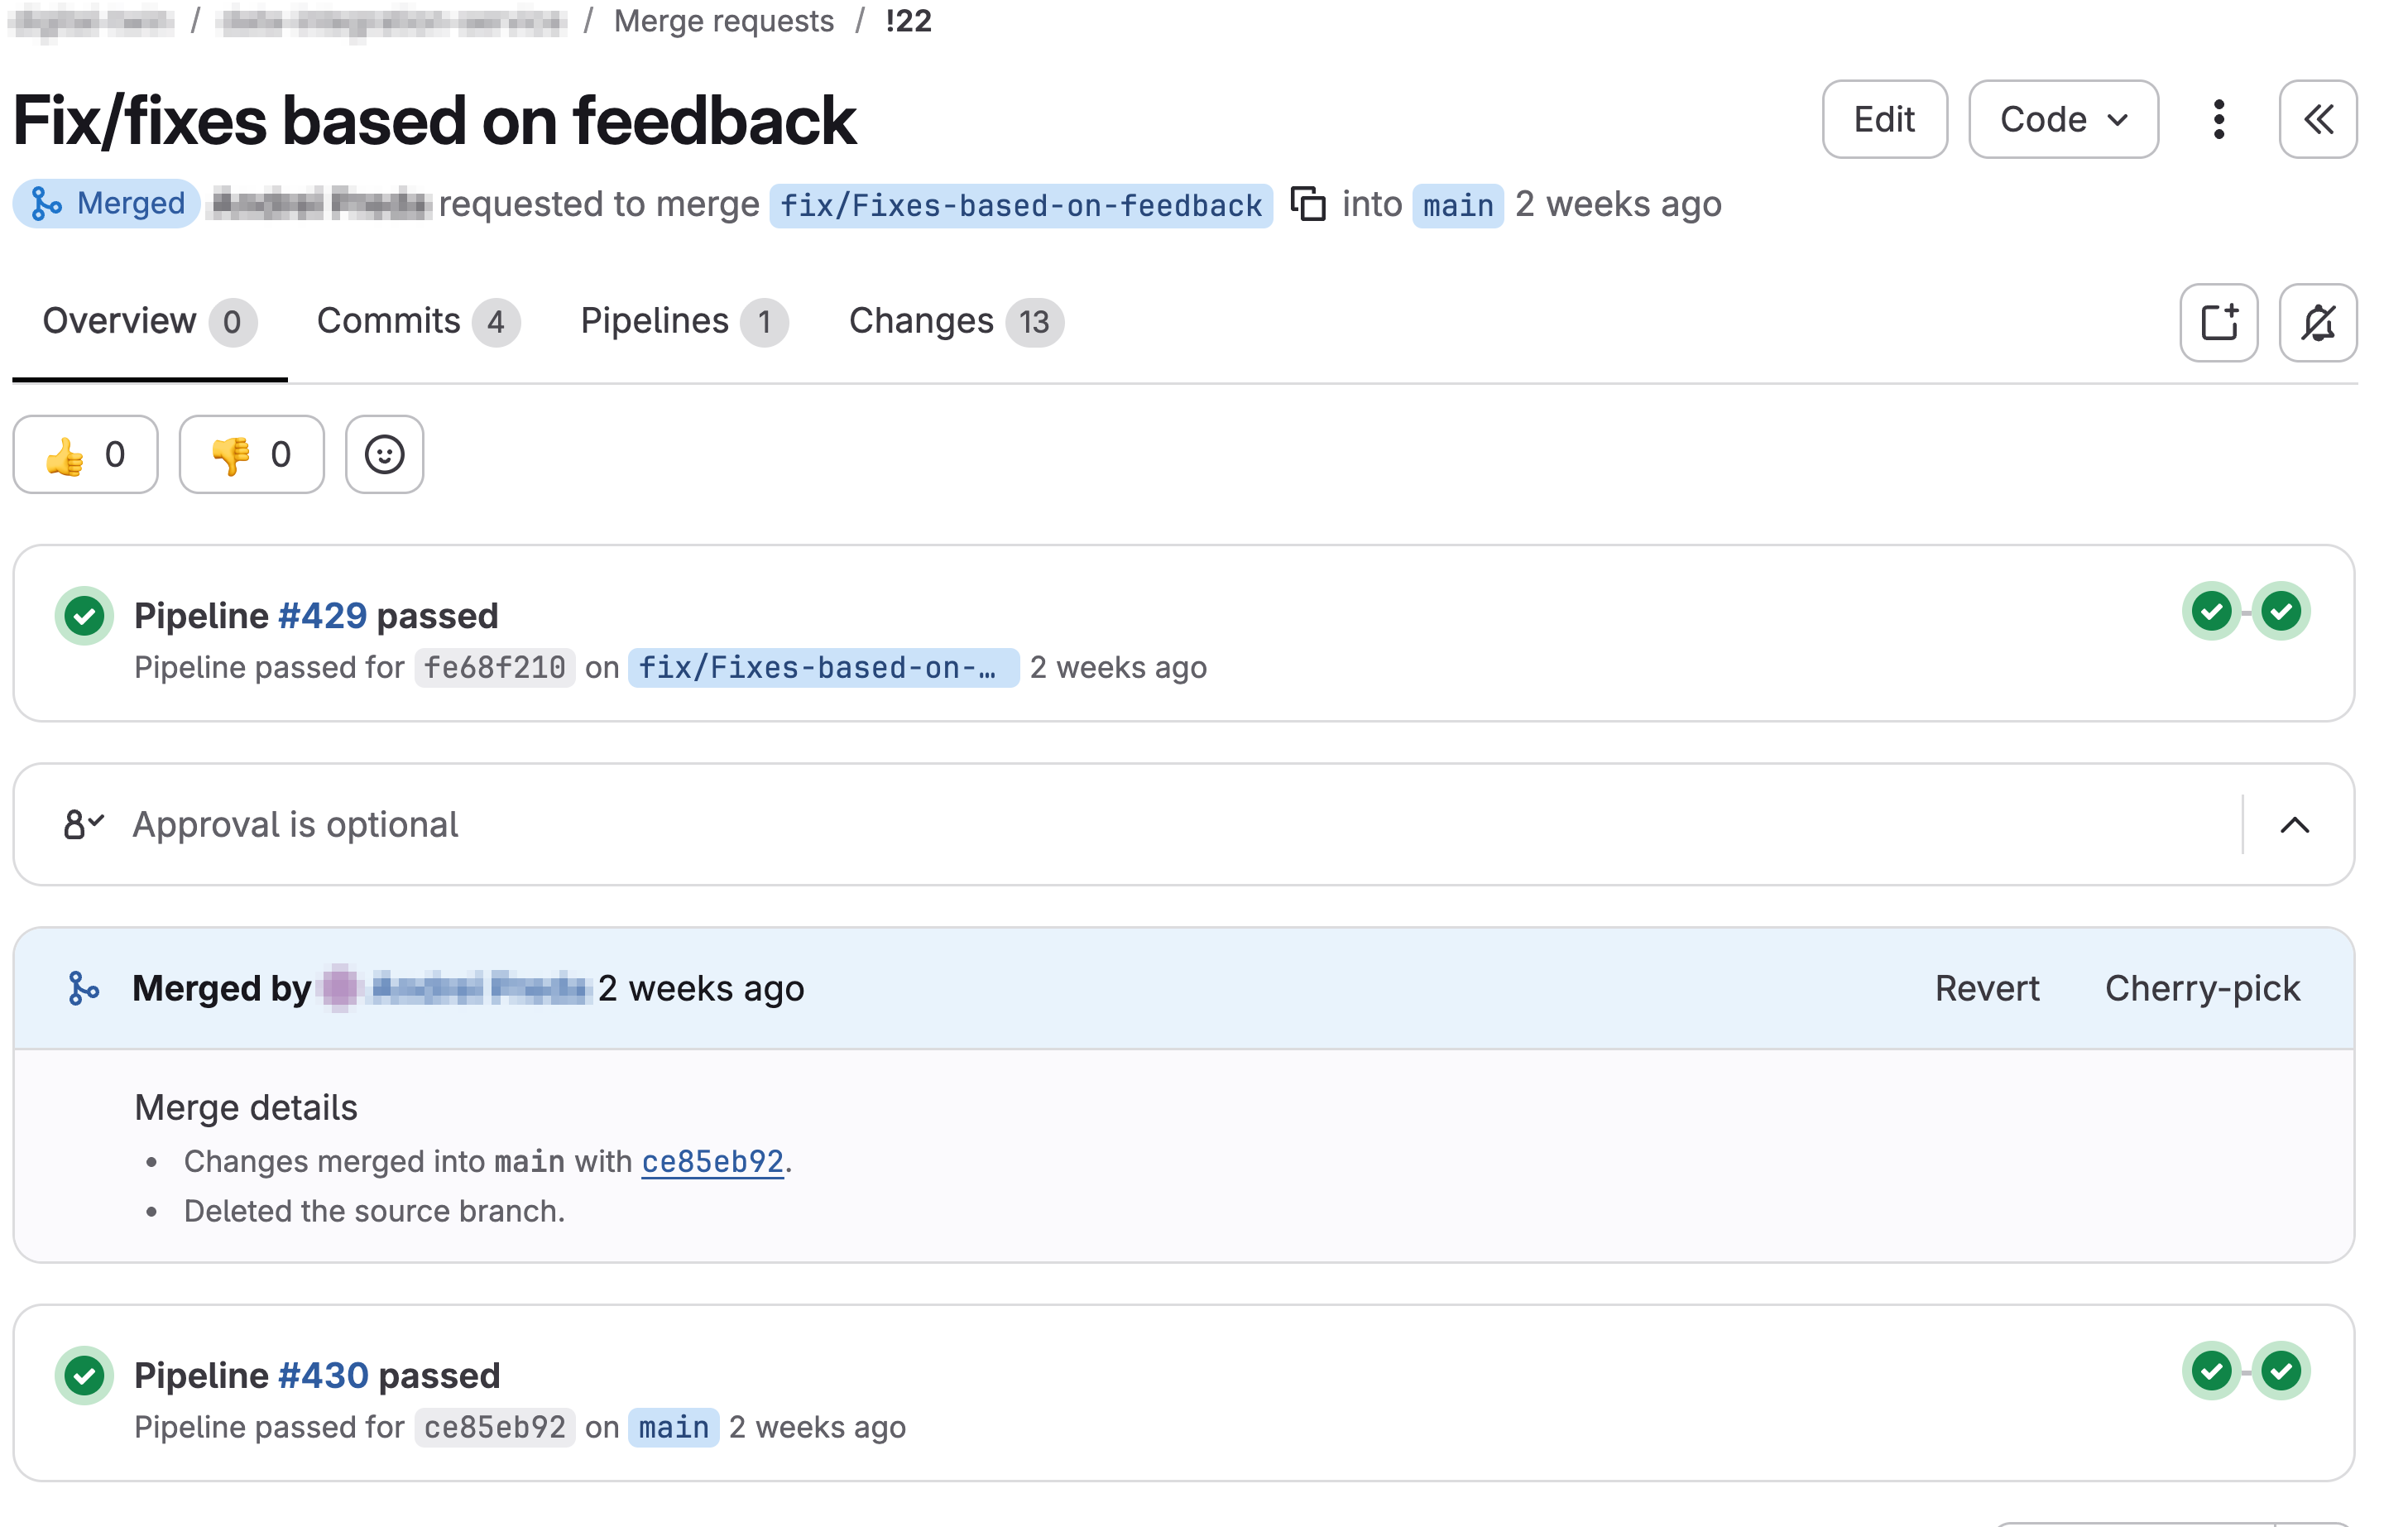 / / Merge requests / !22
Fix/fixes based on feedback
Edit
Code
Merged requested to merge fix/Fixes-based-on-feedback into main 2 weeks ago
Overview 0
Commits 4
Pipelines 1
Changes 13
👍 0
👎 0
Pipeline #429 passed
Pipeline passed for fe68f210 on fix/Fixes-based-on-… 2 weeks ago
Approval is optional
Merged by 2 weeks ago
Revert
Cherry-pick
Merge details
• Changes merged into main with ce85eb92.
• Deleted the source branch.
Pipeline #430 passed
Pipeline passed for ce85eb92 on main 2 weeks ago